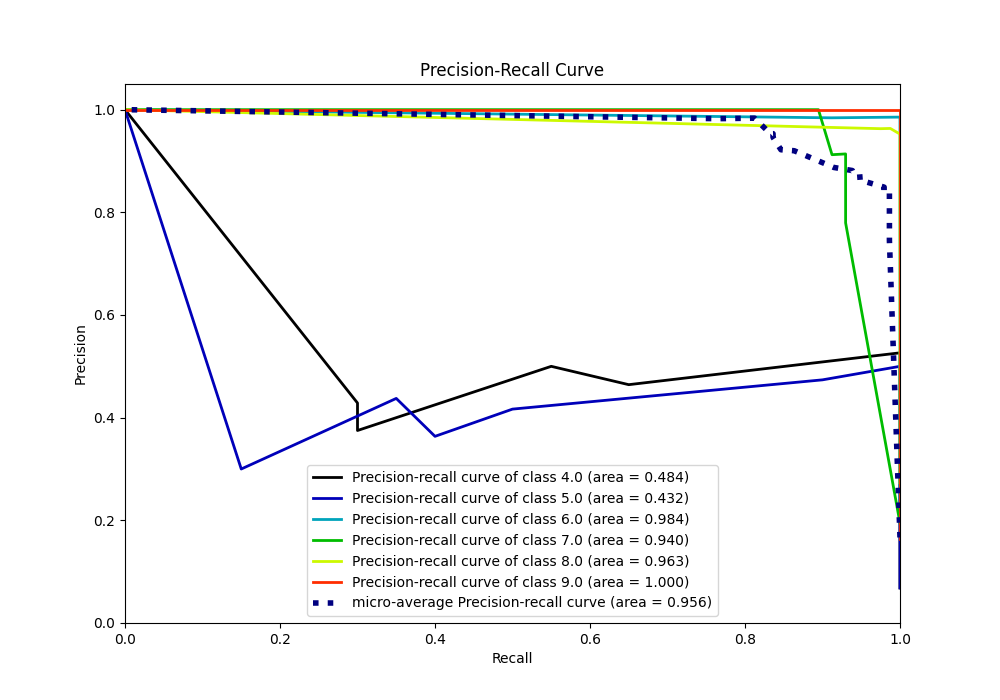 Precision-Recall Curve
Precision
1.0
0.8
0.6
0.4
0.2
0.0
Precision-recall curve of class 4.0 (area = 0.484)
Precision-recall curve of class 5.0 (area = 0.432)
Precision-recall curve of class 6.0 (area = 0.984)
Precision-recall curve of class 7.0 (area = 0.940)
Precision-recall curve of class 8.0 (area = 0.963)
Precision-recall curve of class 9.0 (area = 1.000)
micro-average Precision-recall curve (area = 0.956)
0.0 0.2 0.4 0.6 0.8 1.0
Recall